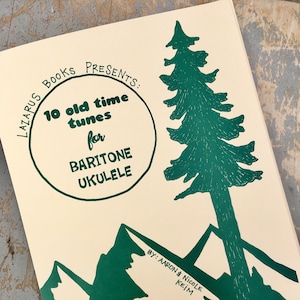 LAZARUS BOOKS PRESENTS:
10 old time
tunes
for
BARITONE
UKULELE
BY: AARON & NICOLE
KEIM